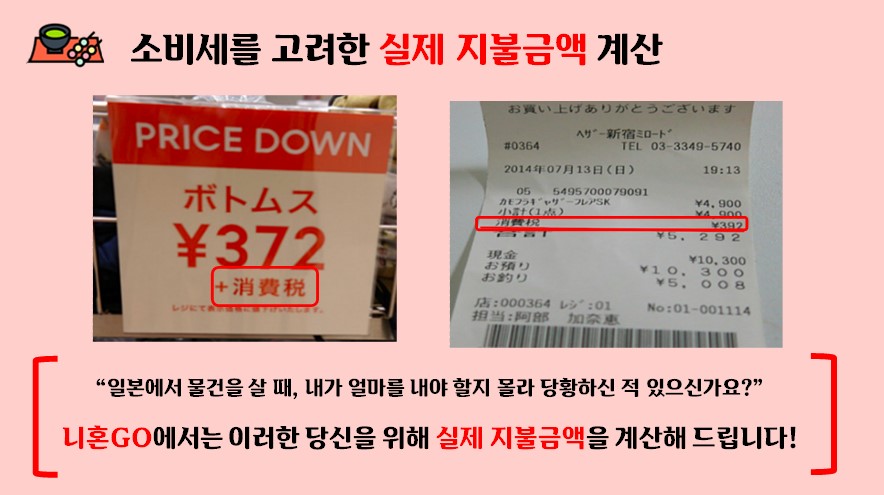 소비세를 고려한 실제 지불금액 계산
PRICE DOWN
ボトムス
¥372
+消費税
レジにて表示価格に値下げいたします。
お買い上げありがとうございます
ヘザー新宿ミロード
#0364 TEL 03-3349-5740
2014年07月13日(日) 19:13
05 5495700079091
カモフラギャザーフレアSK ¥4,900
小計(1点) ¥4,900
消費税 ¥392
合計 ¥5,292
現金 ¥10,300
お預り ¥10,300
お釣り ¥5,008
店:000364 レジ:01 No:01-001114
担当:阿部 加奈恵
“일본에서 물건을 살 때, 내가 얼마를 내야 할지 몰라 당황하신 적 있으신가요?”
니혼GO에서는 이러한 당신을 위해 실제 지불금액을 계산해 드립니다!